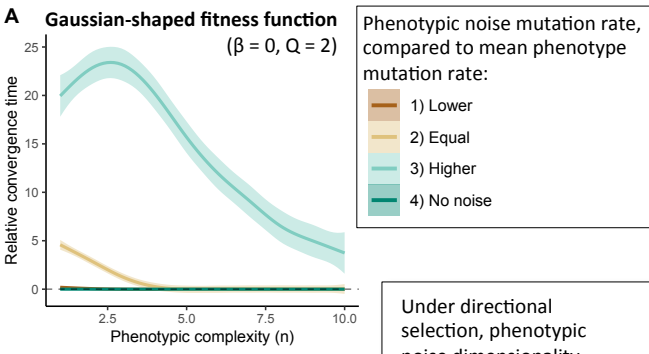 A
Gaussian-shaped fitness function
(β = 0, Q = 2)
Relative convergence time
25
20
15
10
5
0
2.5
5.0
7.5
10.0
Phenotypic complexity (n)
Phenotypic noise mutation rate,
compared to mean phenotype
mutation rate:
1) Lower
2) Equal
3) Higher
4) No noise
Under directional
selection, phenotypic
noise dimensionality